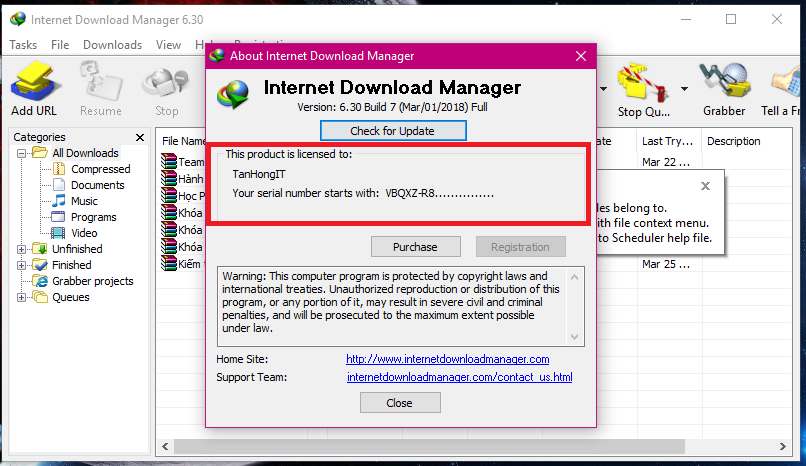 Internet Download Manager 6.30
Tasks File Downloads View
About Internet Download Manager
Add URL
Resume
Stop
Stop Qu...
Grabber
Tell a Fr
Internet Download Manager
Version: 6.30 Build 7 (Mar/01/2018) Full
Check for Update
Categories
All Downloads
Compressed
Documents
Music
Programs
Video
Unfinished
Finished
Grabber projects
Queues
File Name
Last Try...
Description
Team
Mar 22 ...
Hành
Học P
Khóa
Khóa
Khóa
Kiếm t
Mar 25 ...
This product is licensed to:
TanHongIT
Your serial number starts with: VBQXZ-R8...............
les belong to.
ith file context menu.
to Scheduler help file.
Purchase
Registration
Warning: This computer program is protected by copyright laws and
international treaties. Unauthorized reproduction or distribution of this
program, or any portion of it, may result in severe civil and criminal
penalties, and will be prosecuted to the maximum extent possible
under law.
Home Site: http://www.internetdownloadmanager.com
Support Team: internetdownloadmanager.com/contact_us.html
Close